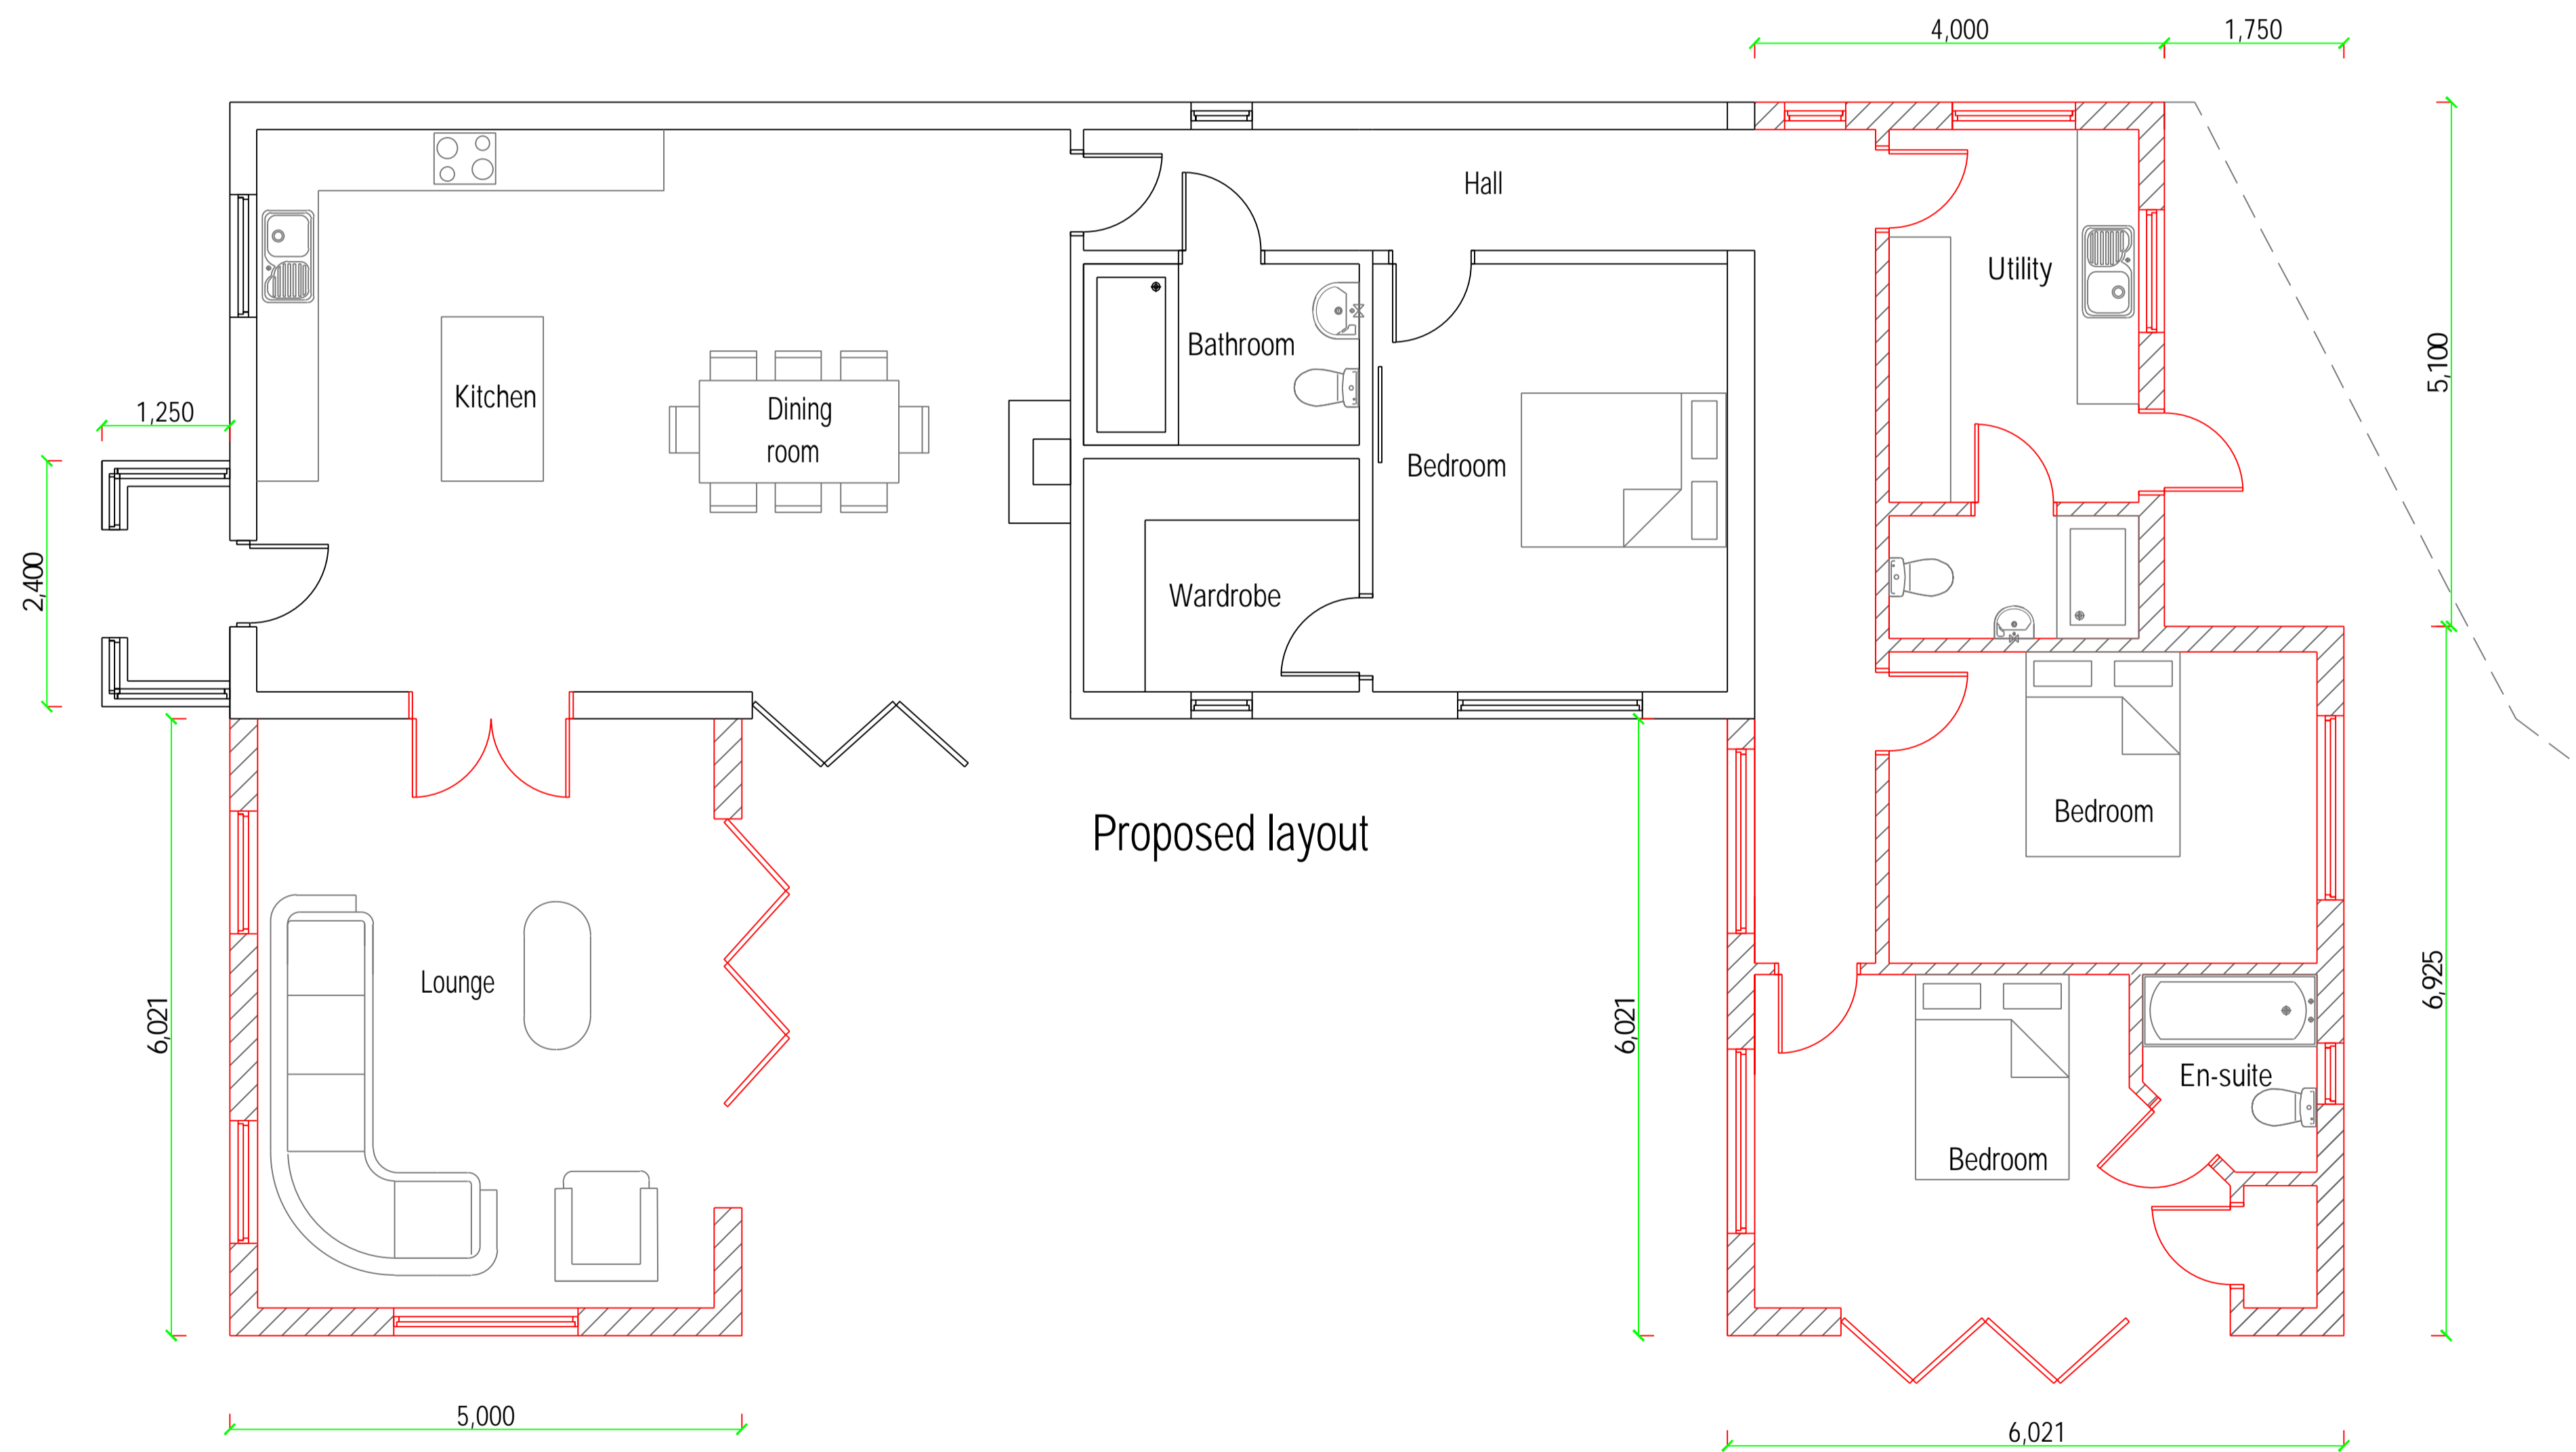 4,000
1,750
Hall
Utility
Bathroom
5,100
Kitchen
Dining
room
1,250
Bedroom
2,400
Wardrobe
Bedroom
Proposed layout
Lounge
6,021
6,021
6,925
En-suite
Bedroom
5,000
6,021